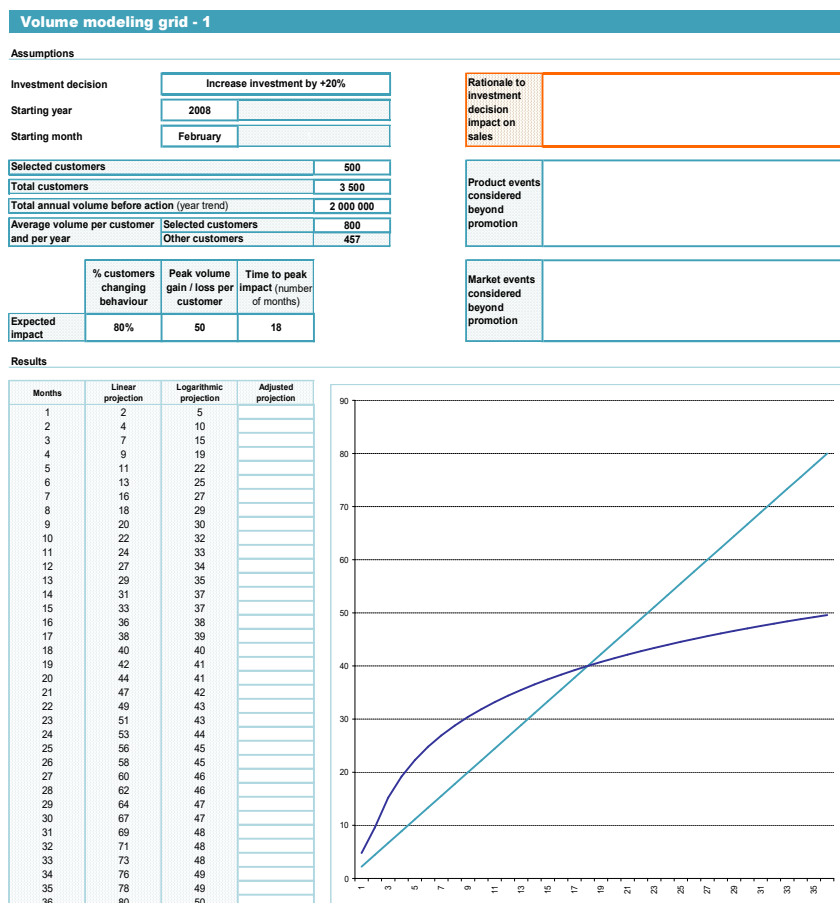 Volume modeling grid - 1
Assumptions
Investment decision Increase investment by +20%
Starting year 2008
Starting month February
Rationale to
investment
decision
impact on
sales
Selected customers 500
Total customers 3 500
Total annual volume before action (year trend) 2 000 000
Average volume per customer Selected customers 800
and per year Other customers 457
Product events
considered
beyond
promotion
% customers
changing
behaviour
Peak volume
gain / loss per
customer
Time to peak
impact (number
of months)
Expected
impact
80% 50 18
Market events
considered
beyond
promotion
Results
Months
Linear
projection
Logarithmic
projection
Adjusted
projection
1 2 5
2 4 10
3 7 15
4 9 19
5 11 22
6 13 25
7 16 27
8 18 29
9 20 30
10 22 32
11 24 33
12 27 34
13 29 35
14 31 37
15 33 37
16 36 38
17 38 39
18 40 40
19 42 41
20 44 41
21 47 42
22 49 43
23 51 43
24 53 44
25 56 45
26 58 45
27 60 46
28 62 46
29 64 47
30 67 47
31 69 48
32 71 48
33 73 48
34 76 49
35 78 49
36 80 50
90
80
70
60
50
40
30
20
10
0
1 3 5 7 9 11 13 15 17 19 21 23 25 27 29 31 33 35